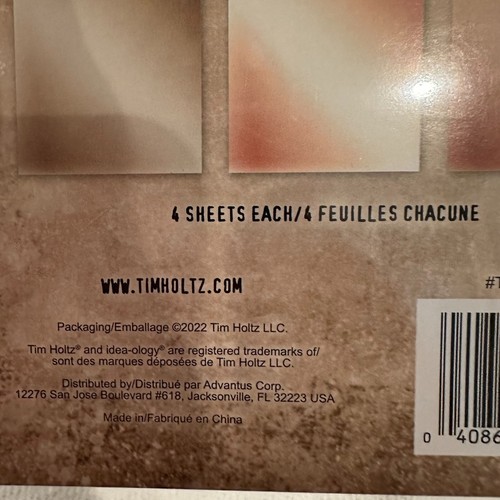 4 SHEETS EACH/4 FEUILLES CHACUNE
WWW.TIMHOLTZ.COM
#T
Packaging/Emballage ©2022 Tim Holtz LLC.
Tim Holtz® and idea-ology® are registered trademarks of/
sont des marques déposées de Tim Holtz LLC.
Distributed by/Distribué par Advantus Corp.
12276 San Jose Boulevard #618, Jacksonville, FL 32223 USA
Made in/Fabriqué en China
0 4086